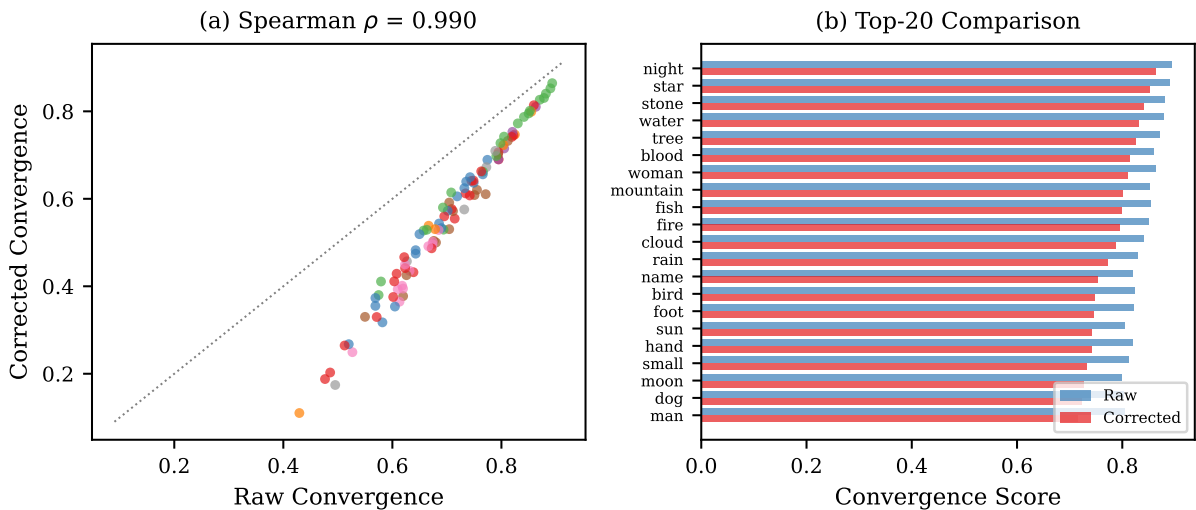 (a) Spearman ρ = 0.990
Corrected Convergence
0.8
0.6
0.4
0.2
0.2
0.4
0.6
0.8
Raw Convergence
(b) Top-20 Comparison
night
star
stone
water
tree
blood
woman
mountain
fish
fire
cloud
rain
name
bird
foot
sun
hand
small
moon
dog
man
Raw
Corrected
0.0
0.2
0.4
0.6
0.8
Convergence Score